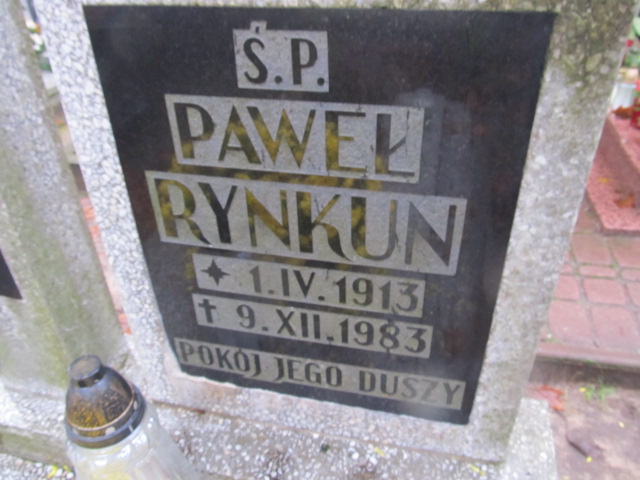 Ś.P.
PAWEŁ
RYNKUN
1.IV.1913
9.XII.1983
POKÓJ JEGO DUSZY